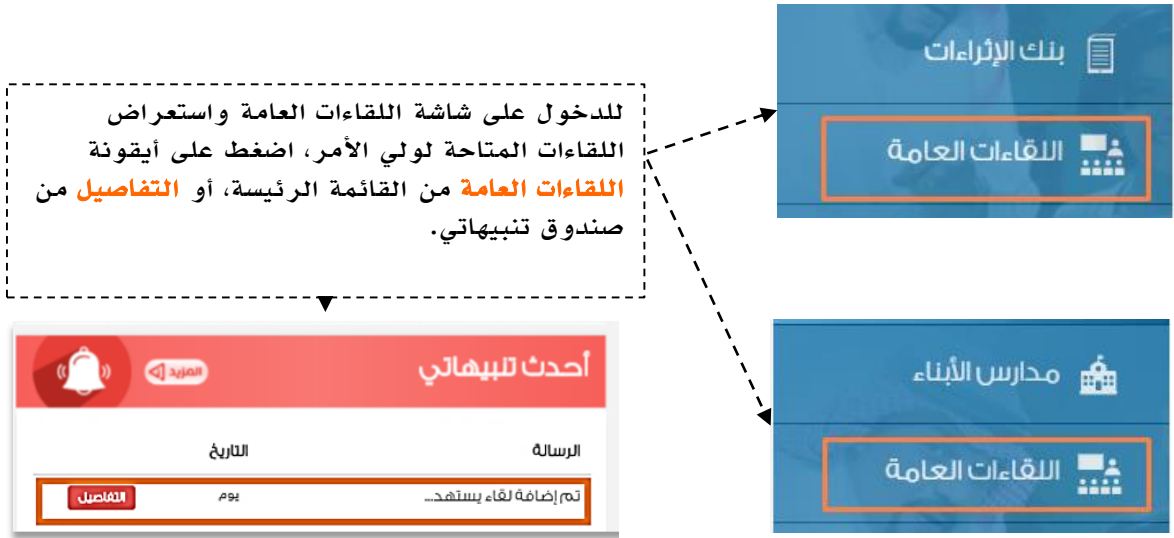 بنك الإثراءات
اللقاءات العامة
للدخول على شاشة اللقاءات العامة واستعراض
اللقاءات المتاحة لولي الأمر، اضغط على أيقونة
اللقاءات العامة من القائمة الرئيسة، أو التفاصيل من
صندوق تنبيهاتي.
أحدث تنبيهاتي المزيد
الرسالة التاريخ
تم إضافة لقاء يستهد... يوم التفاصيل
مدارس الأبناء
اللقاءات العامة